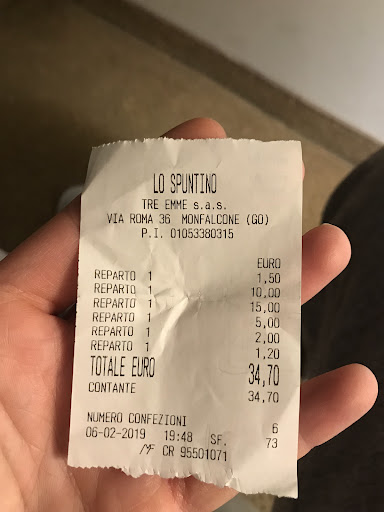 LO SPUNTINO
TRE EMME s.a.s.
VIA ROMA 36 MONFALCONE (GO)
P.I. 01053380315
EURO
REPARTO 1 1,50
REPARTO 1 10,00
REPARTO 1 15,00
REPARTO 1 5,00
REPARTO 1 2,00
REPARTO 1 1,20
TOTALE EURO 34,70
CONTANTE 34,70
NUMERO CONFEZIONI 6
06-02-2019 19:48 SF. 73
MF CR 95501071